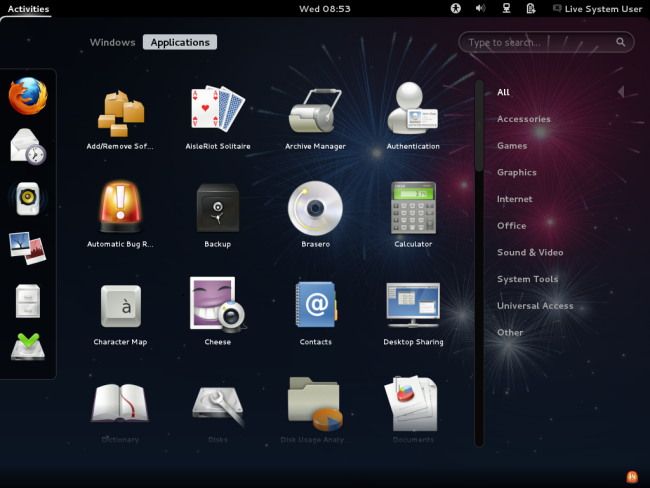 Activities
Wed 08:53
Live System User
Windows
Applications
Type to search...
Add/Remove Sof...
AisleRiot Solitaire
Archive Manager
Authentication
Automatic Bug R...
Backup
Brasero
Calculator
Character Map
Cheese
Contacts
Desktop Sharing
Dictionary
Disks
Disk Usage Analy...
Documents
All
Accessories
Games
Graphics
Internet
Office
Sound & Video
System Tools
Universal Access
Other
A
A
à
@